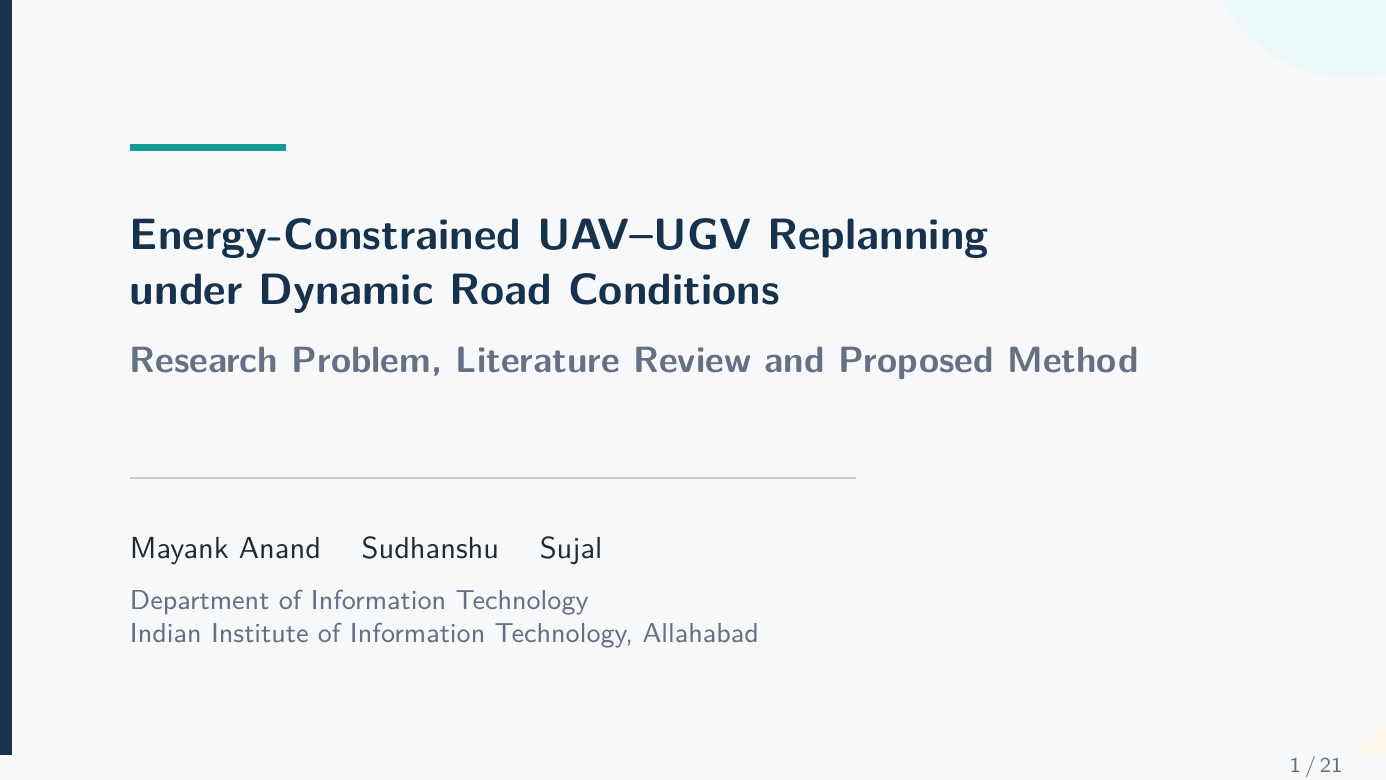 Energy-Constrained UAV–UGV Replanning
under Dynamic Road Conditions
Research Problem, Literature Review and Proposed Method
Mayank Anand Sudhanshu Sujal
Department of Information Technology
Indian Institute of Information Technology, Allahabad
1 / 21